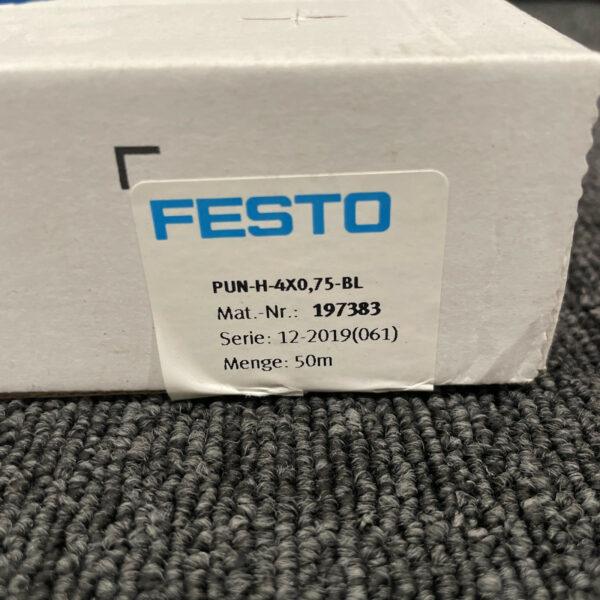 FESTO
PUN-H-4X0,75-BL
Mat.-Nr.: 197383
Serie: 12-2019(061)
Menge: 50m